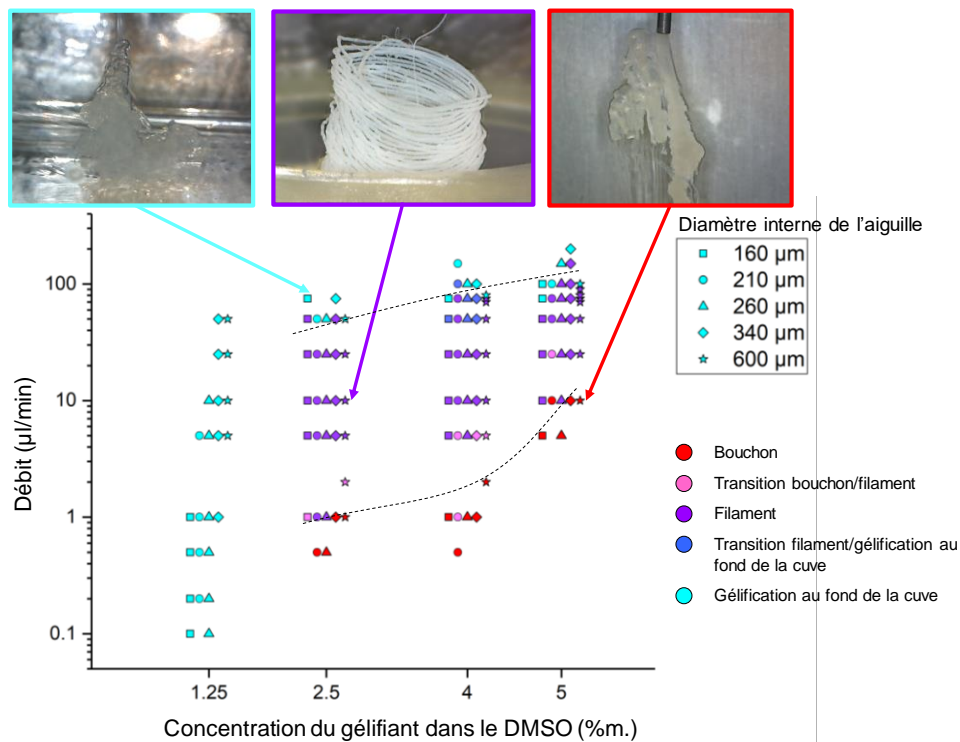 Diamètre interne de l'aiguille
160 µm
210 µm
260 µm
340 µm
600 µm
100
10
1
0.1
Débit (µl/min)
Bouchon
Transition bouchon/filament
Filament
Transition filament/gélification au
fond de la cuve
Gélification au fond de la cuve
1.25
2.5
4
5
Concentration du gélifiant dans le DMSO (%m.)